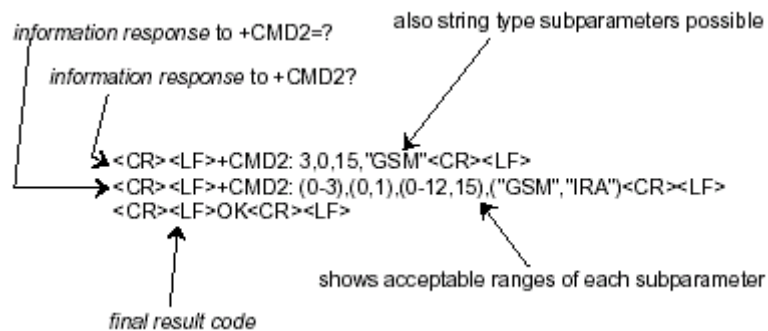 also string type subparameters possible
information response to +CMD2=?
information response to +CMD2?
<CR><LF>+CMD2: 3,0,15,"GSM"<CR><LF>
<CR><LF>+CMD2: (0-3),(0,1),(0-12,15),("GSM","IRA")<CR><LF>
<CR><LF>OK<CR><LF>
shows acceptable ranges of each subparameter
final result code